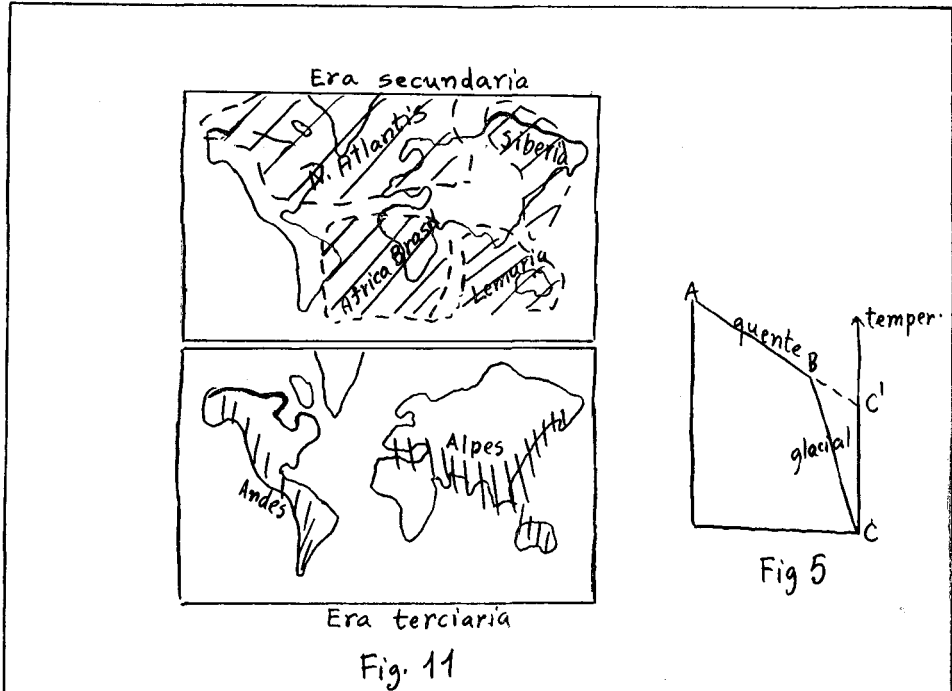 Era secundaria
N. Atlantis
Siberia
Africa Brasil
Lemuria
Alpes
Andes
Era terciaria
Fig. 11
A
quente
B
temper.
C'
glacial
C
Fig 5